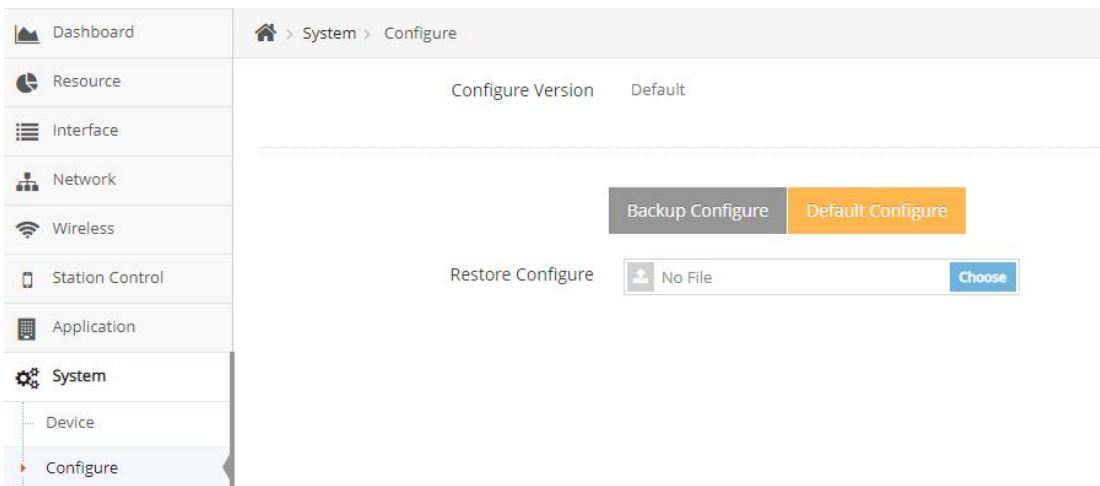 Dashboard
Resource
Interface
Network
Wireless
Station Control
Application
System
Device
Configure
System > Configure
Configure Version Default
Backup Configure Default Configure
Restore Configure No File Choose